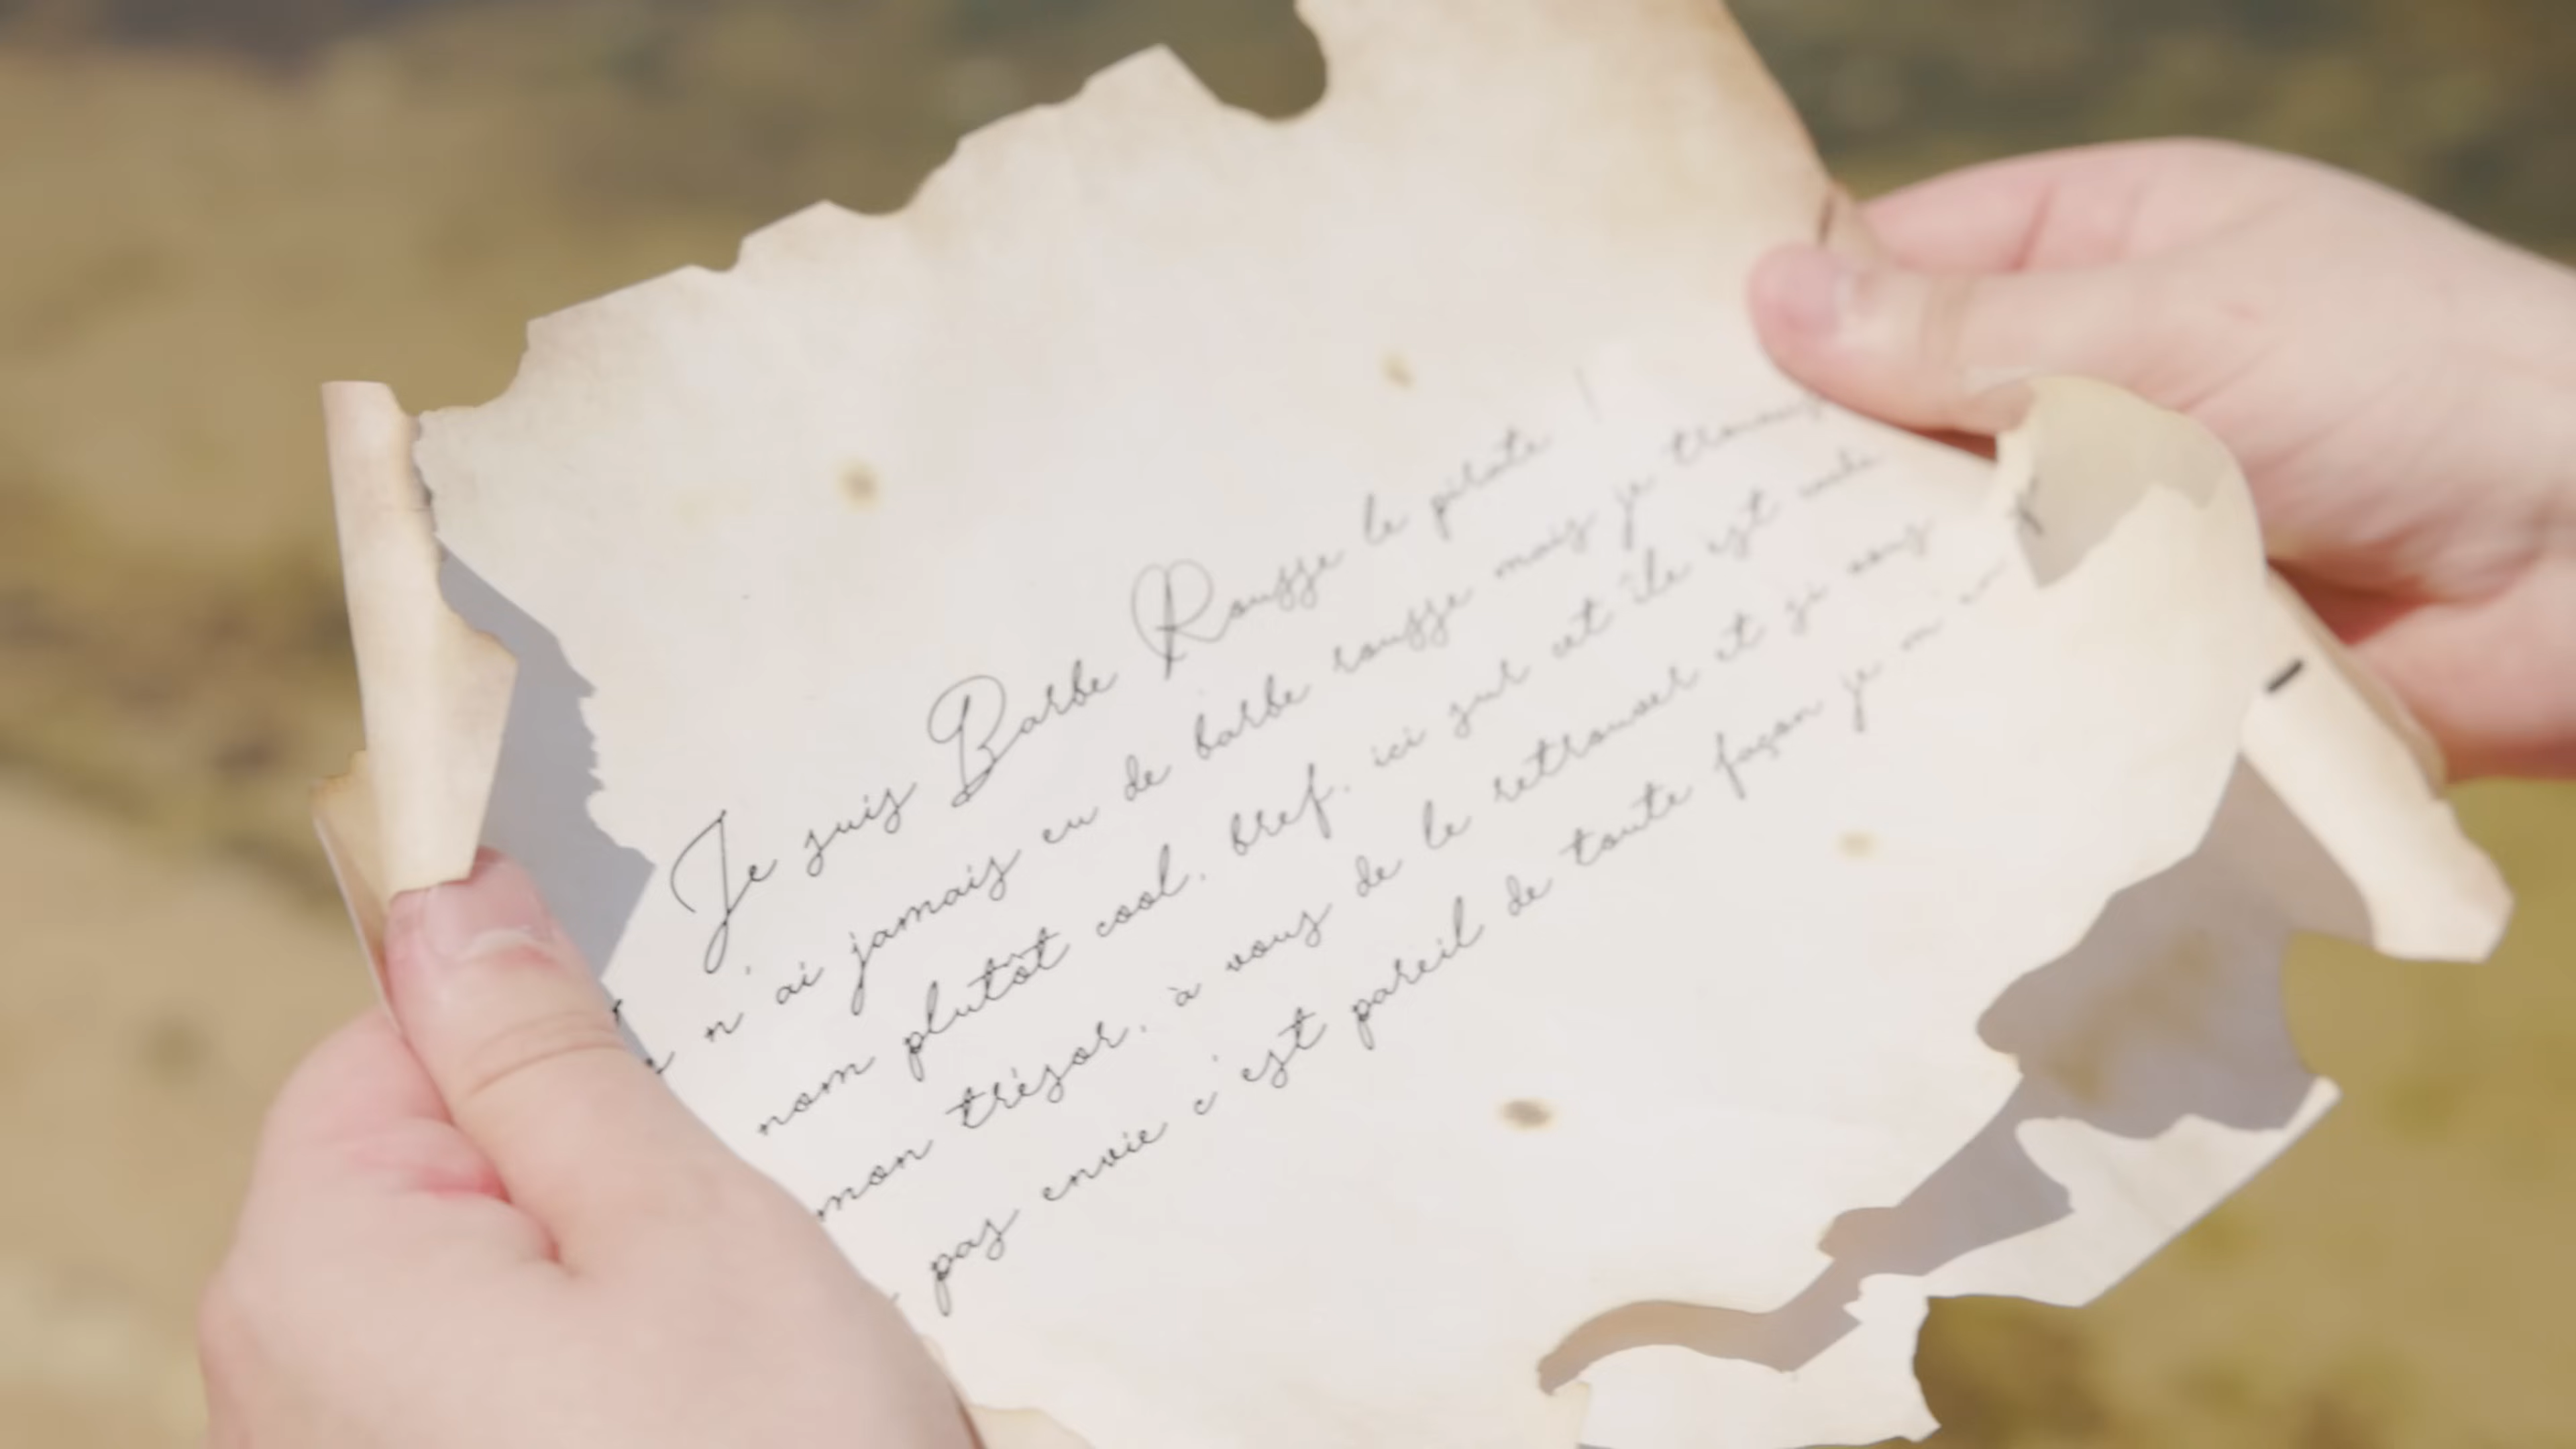 Je suis Barbe Rousse le pirate !
n'ai jamais eu de barbe rousse mais je trouvais
nom plutôt cool, bref, ici sur cet île est
mon trésor, à vous de le retrouver et si vous
pas envie c'est pareil de toute façon je